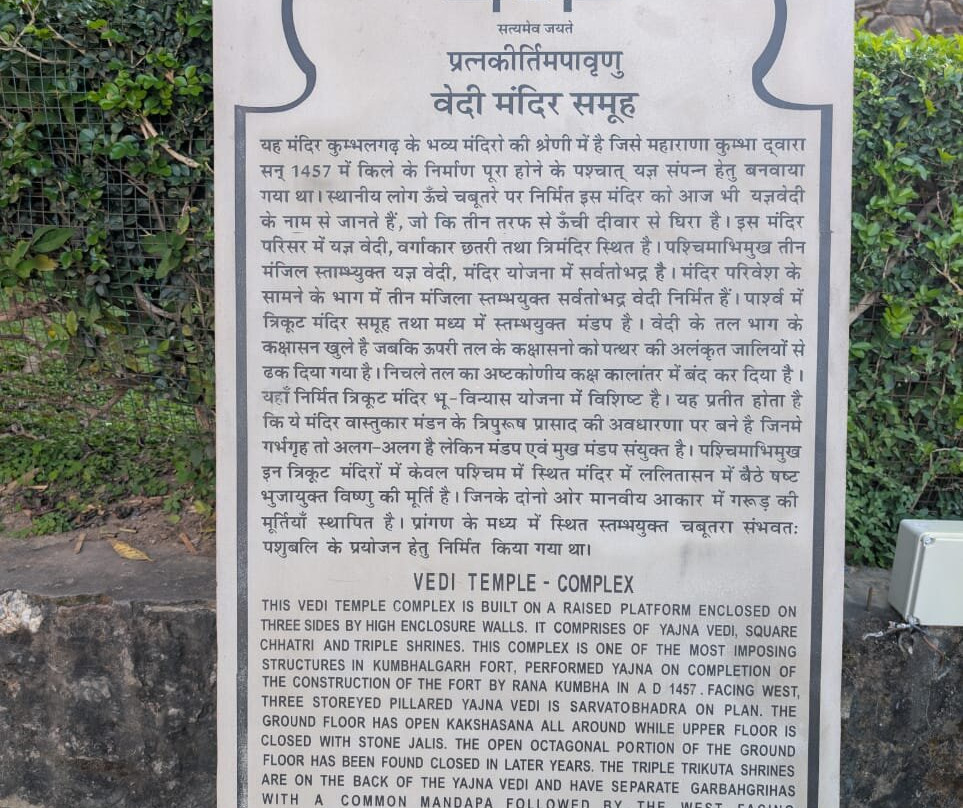 सत्यमेव जयते
प्रत्नकीर्तिमपावृणु
वेदी मंदिर समूह
यह मंदिर कुम्भलगढ़ के भव्य मंदिरो की श्रेणी में है जिसे महाराणा कुम्भा द्वारा
सन् 1457 में किले के निर्माण पूरा होने के पश्चात् यज्ञ संपन्न हेतु बनवाया
गया था। स्थानीय लोग ऊँचे चबूतरे पर निर्मित इस मंदिर को आज भी यज्ञवेदी
के नाम से जानते हैं, जो कि तीन तरफ से ऊँची दीवार से घिरा है। इस मंदिर
परिसर में यज्ञ वेदी, वर्गाकार छतरी तथा त्रिमंदिर स्थित है। पश्चिमाभिमुख तीन
मंजिल स्ताम्भ्युक्त यज्ञ वेदी, मंदिर योजना में सर्वतोभद्र है। मंदिर परिवेश के
सामने के भाग में तीन मंजिला स्तम्भयुक्त सर्वतोभद्र वेदी निर्मित हैं। पार्श्व में
त्रिकूट मंदिर समूह तथा मध्य में स्तम्भयुक्त मंडप है। वेदी के तल भाग के
कक्षासन खुले है जबकि ऊपरी तल के कक्षासनो को पत्थर की अलंकृत जालियों से
ढक दिया गया है। निचले तल का अष्टकोणीय कक्ष कालांतर में बंद कर दिया है।
यहाँ निर्मित त्रिकूट मंदिर भू-विन्यास योजना में विशिष्ट है। यह प्रतीत होता है
कि ये मंदिर वास्तुकार मंडन के त्रिपुरूष प्रासाद की अवधारणा पर बने है जिनमे
गर्भगृह तो अलग-अलग है लेकिन मंडप एवं मुख मंडप संयुक्त है। पश्चिमाभिमुख
इन त्रिकूट मंदिरों में केवल पश्चिम में स्थित मंदिर में ललितासन में बैठे षष्ट
भुजायुक्त विष्णु की मूर्ति है। जिनके दोनो ओर मानवीय आकार में गरूड़ की
मूर्तियाँ स्थापित है। प्रांगण के मध्य में स्थित स्तम्भयुक्त चबूतरा संभवत:
पशुबलि के प्रयोजन हेतु निर्मित किया गया था।
VEDI TEMPLE - COMPLEX
THIS VEDI TEMPLE COMPLEX IS BUILT ON A RAISED PLATFORM ENCLOSED ON
THREE SIDES BY HIGH ENCLOSURE WALLS. IT COMPRISES OF YAJNA VEDI, SQUARE
CHHATRI AND TRIPLE SHRINES. THIS COMPLEX IS ONE OF THE MOST IMPOSING
STRUCTURES IN KUMBHALGARH FORT, PERFORMED YAJNA ON COMPLETION OF
THE CONSTRUCTION OF THE FORT BY RANA KUMBHA IN A D 1457. FACING WEST,
THREE STOREYED PILLARED YAJNA VEDI IS SARVATOBHADRA ON PLAN. THE
GROUND FLOOR HAS OPEN KAKSHASANA ALL AROUND WHILE UPPER FLOOR IS
CLOSED WITH STONE JALIS. THE OPEN OCTAGONAL PORTION OF THE GROUND
FLOOR HAS BEEN FOUND CLOSED IN LATER YEARS. THE TRIPLE TRIKUTA SHRINES
ARE ON THE BACK OF THE YAJNA VEDI AND HAVE SEPARATE GARBAHGRIHAS
WITH A COMMON MANDAPA FOLLOWED BY THE WEST FACING